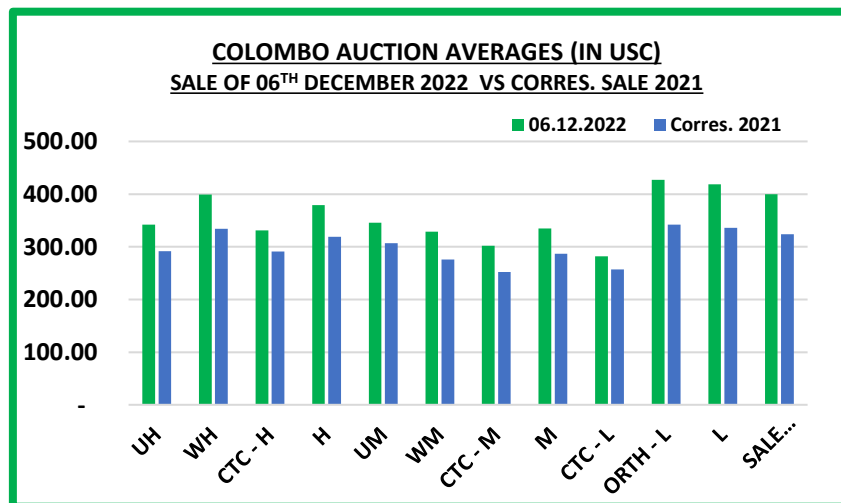 COLOMBO AUCTION AVERAGES (IN USC)
SALE OF 06TH DECEMBER 2022 VS CORRES. SALE 2021
06.12.2022 Corres. 2021
500.00
400.00
300.00
200.00
100.00
-
UH WH CTC - H H UM WM CTC - M M CTC - L ORTH - L L SALE...